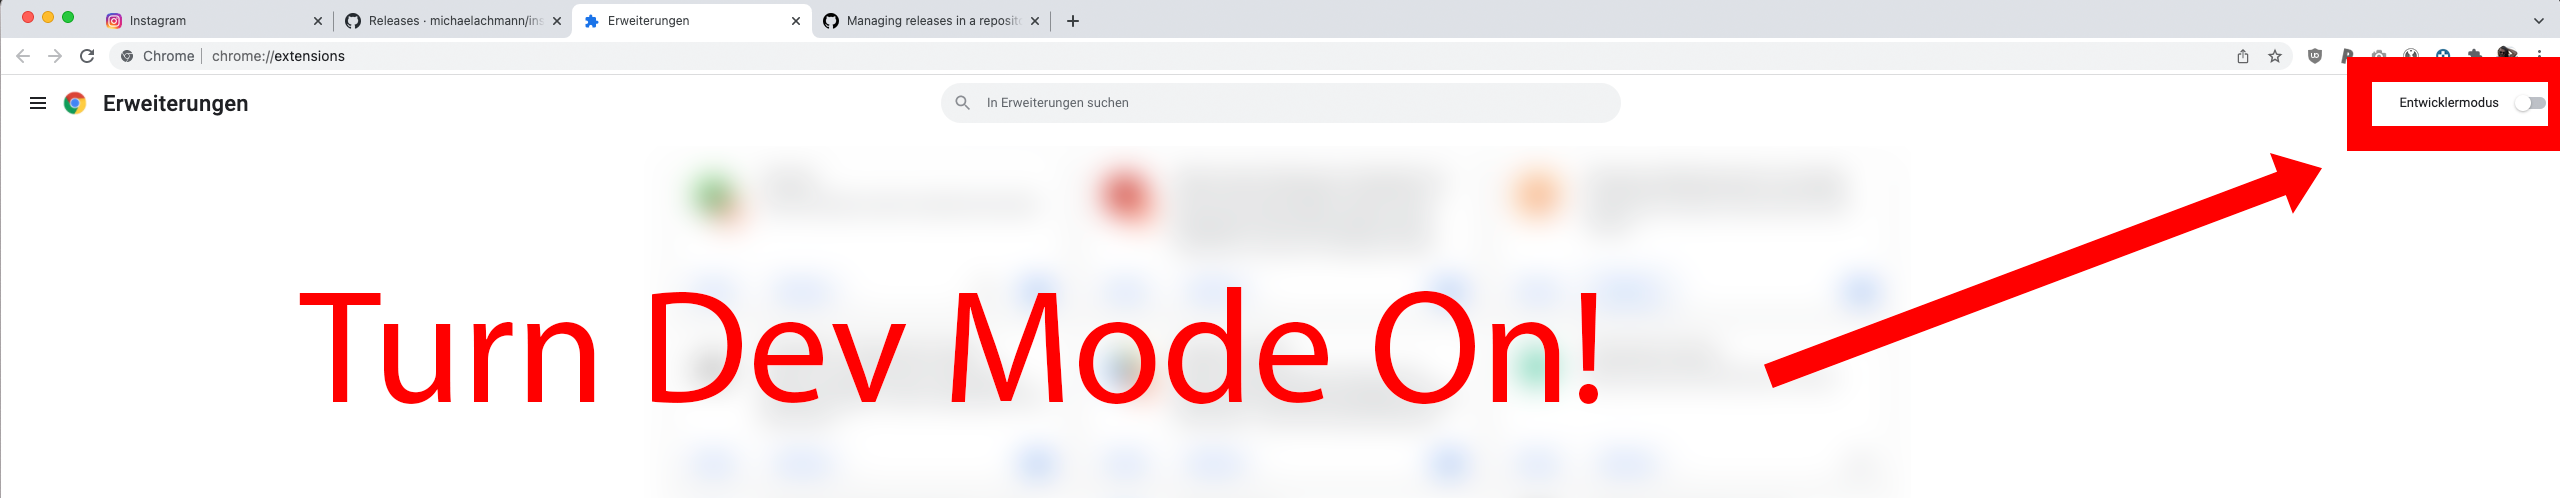 Instagram
Releases · michaelachmann/ins
Erweiterungen
Managing releases in a reposito
Chrome
chrome://extensions
Erweiterungen
In Erweiterungen suchen
Entwicklermodus
Turn Dev Mode On!